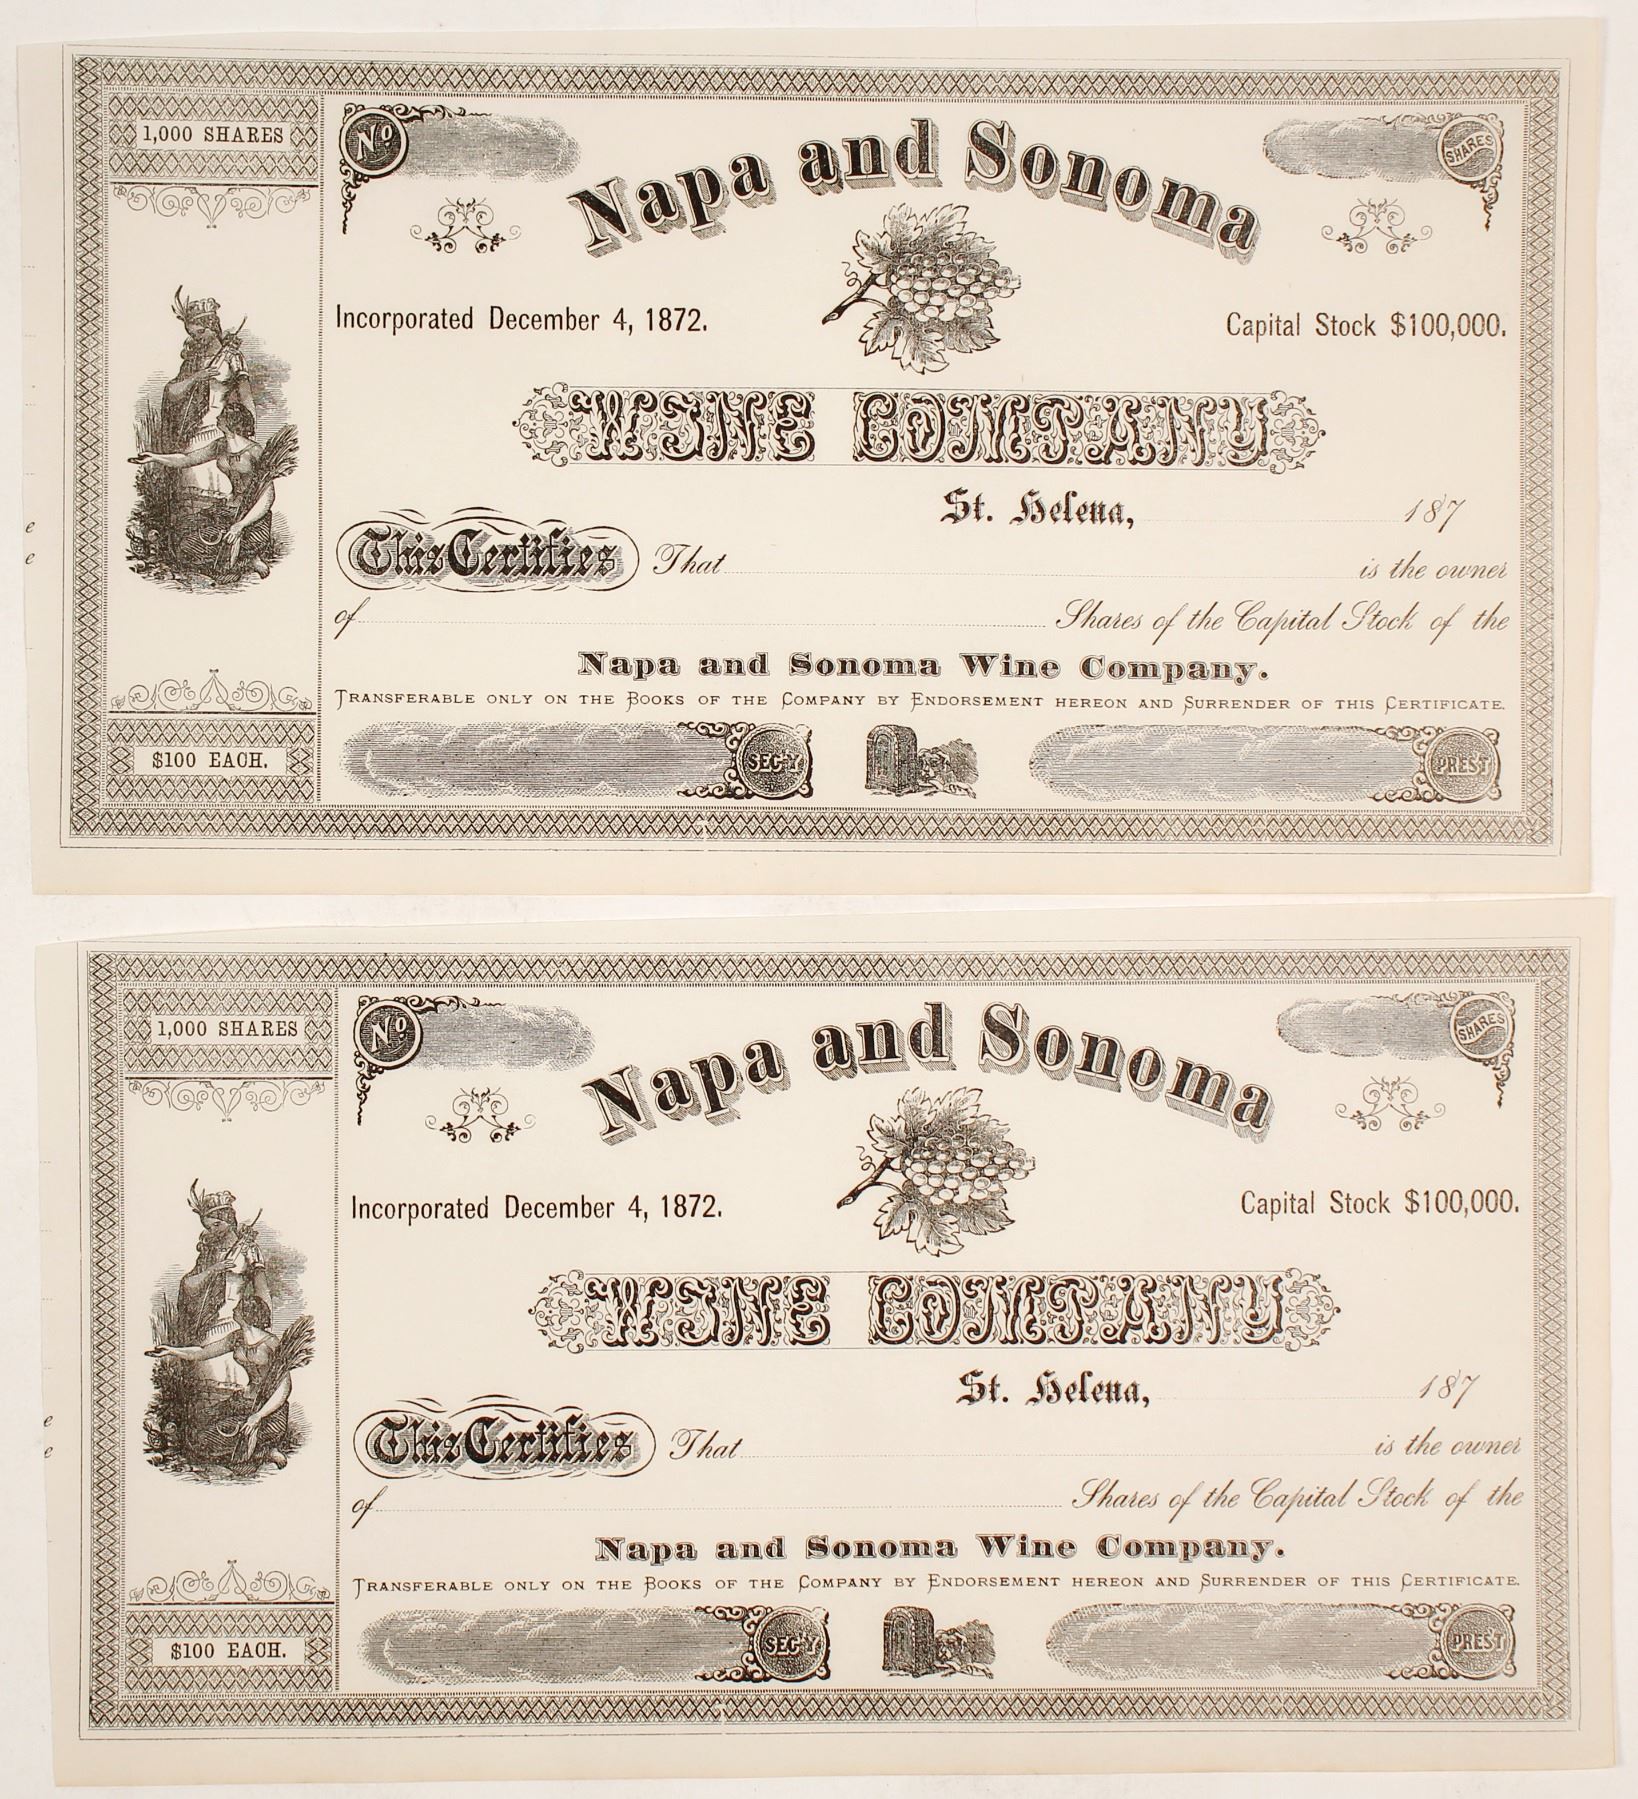 1,000 SHARES
No.
SHARES
Napa and Sonoma
Incorporated December 4, 1872.
Capital Stock $100,000.
WINE COMPANY
St. Helena, 187
This Certifies That is the owner
of Shares of the Capital Stock of the
Napa and Sonoma Wine Company.
Transferable only on the Books of the Company by Endorsement hereon and Surrender of this Certificate.
$100 EACH.
SEC'Y
PREST
e
e
1,000 SHARES
No.
SHARES
Napa and Sonoma
Incorporated December 4, 1872.
Capital Stock $100,000.
WINE COMPANY
St. Helena, 187
This Certifies That is the owner
of Shares of the Capital Stock of the
Napa and Sonoma Wine Company.
Transferable only on the Books of the Company by Endorsement hereon and Surrender of this Certificate.
$100 EACH.
SEC'Y
PREST
e
e